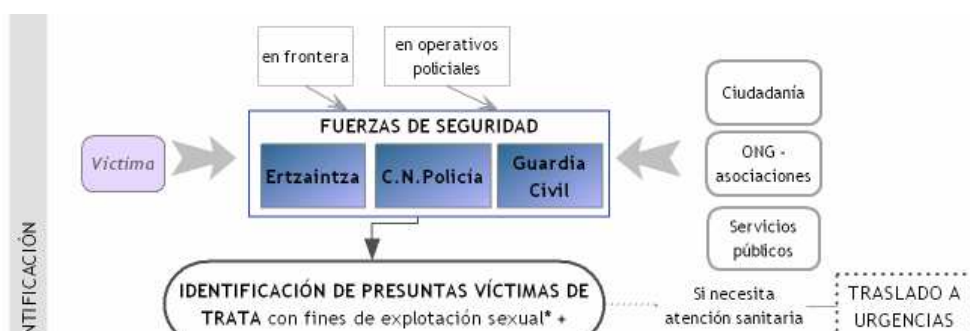 en frontera
en operativos
policiales
Ciudadanía
FUERZAS DE SEGURIDAD
Víctima
Ertzaintza
C.N.Policía
Guardia
Civil
ONG -
asociaciones
Servicios
públicos
NTIFICACIÓN
IDENTIFICACIÓN DE PRESUNTAS VÍCTIMAS DE
TRATA con fines de explotación sexual* +
Si necesita
atención sanitaria
TRASLADO A
URGENCIAS